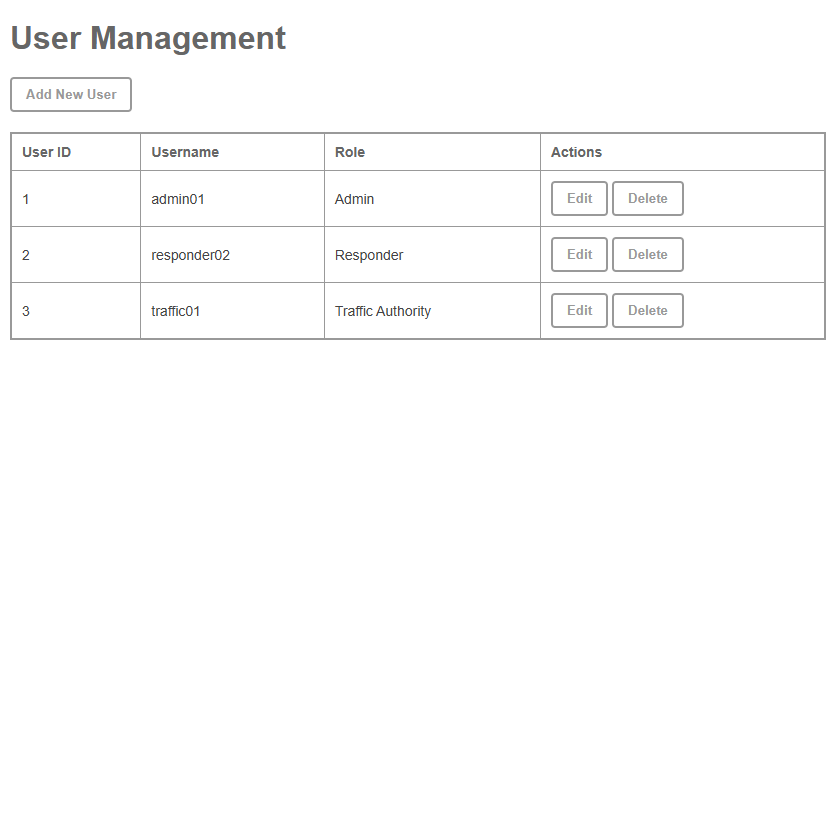 User Management
Add New User
User ID Username Role Actions
1 admin01 Admin Edit Delete
2 responder02 Responder Edit Delete
3 traffic01 Traffic Authority Edit Delete